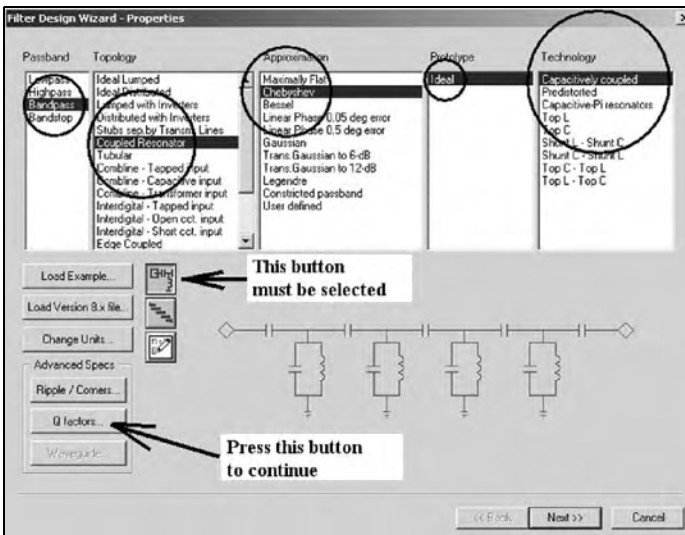 Filter Design Wizard - Properties
Passband
Lowpass
Highpass
Bandpass
Bandstop
Topology
Ideal Lumped
Ideal Distributed
Lumped with Inverters
Distributed with Inverters
Stubs sep.by Transm. Lines
Coupled Resonator
Tubular
Combline - Tapped input
Combline - Capacitive input
Combline - Transformer input
Interdigital - Tapped input
Interdigital - Open cct. input
Interdigital - Short cct. input
Edge Coupled
Approximation
Maximally Flat
Chebyshev
Bessel
Linear Phase 0.05 deg error
Linear Phase 0.5 deg error
Gaussian
Trans.Gaussian to 6-dB
Trans.Gaussian to 12-dB
Legendre
Constricted passband
User defined
Prototype
Ideal
Technology
Capacitively coupled
Predistorted
Capacitive-Pi resonators
Top L
Top C
Shunt L - Shunt C
Shunt C - Shunt L
Top C - Top L
Top L - Top C
Load Example...
Load Version 8.x file...
Change Units...
Advanced Specs
Ripple / Corners...
Q factors...
Waveguide...
This button
must be selected
Press this button
to continue
<< Back
Next >>
Cancel